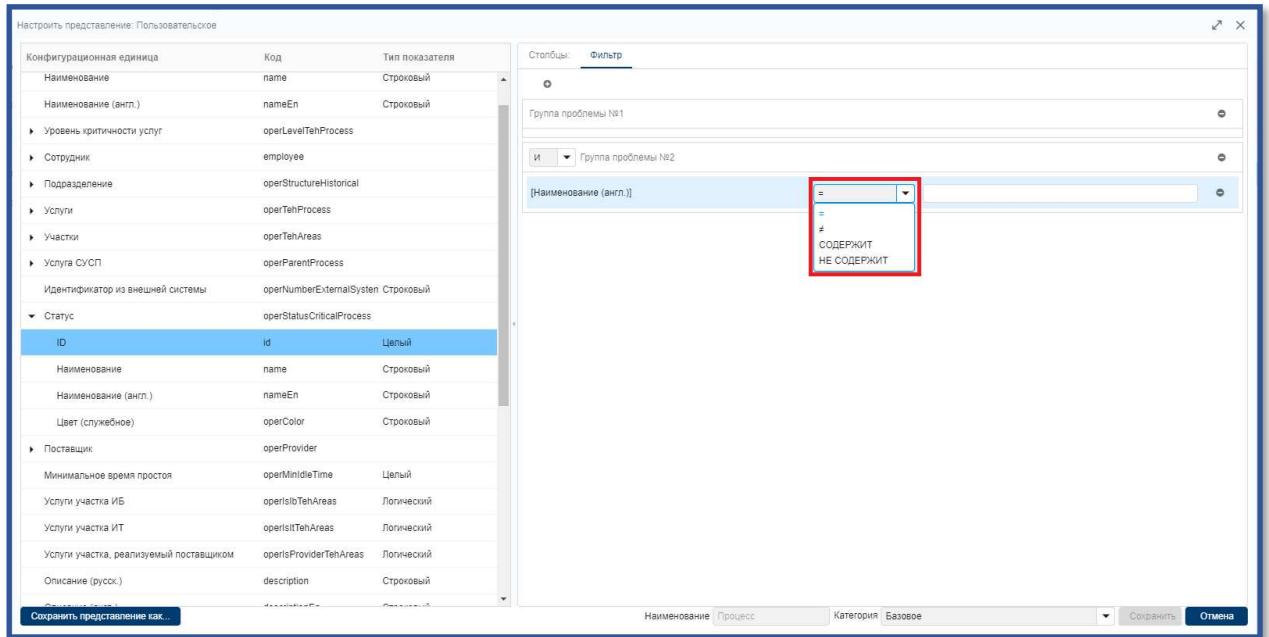 Настроить представление: Пользовательское
Конфигурационная единица Код Тип показателя
Наименование name Строковый
Наименование (англ.) nameEn Строковый
Уровень критичности услуг operLevelTehProcess
Сотрудник employee
Подразделение operStructureHistorical
Услуги operTehProcess
Участки operTehAreas
Услуга СУСП operParentProcess
Идентификатор из внешней системы operNumberExternalSystem Строковый
Статус operStatusCriticalProcess
ID id Целый
Наименование name Строковый
Наименование (англ.) nameEn Строковый
Цвет (служебное) operColor Строковый
Поставщик operProvider
Минимальное время простоя operMinIdleTime Целый
Услуги участка ИБ operIsIbTehAreas Логический
Услуги участка ИТ operIsItTehAreas Логический
Услуги участка, реализуемый поставщиком operIsProviderTehAreas Логический
Описание (русск.) description Строковый
Сохранить представление как...
Столбцы: Фильтр
Группа проблемы №1
И Группа проблемы №2
[Наименование (англ.)] =
=
≠
СОДЕРЖИТ
НЕ СОДЕРЖИТ
Наименование Процесс Категория Базовое Сохранить Отмена